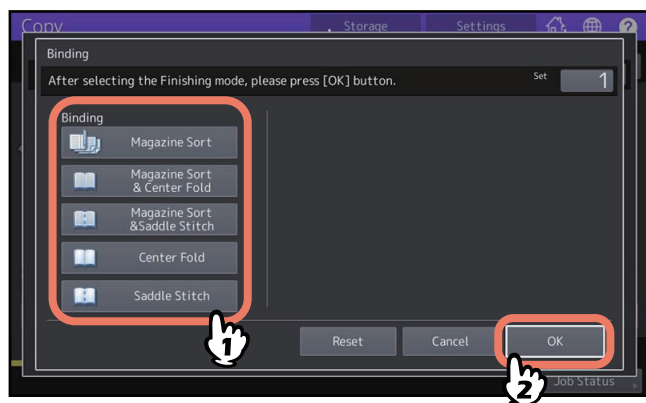 Copy
Storage
Settings
?
Binding
After selecting the Finishing mode, please press [OK] button.
Set
1
Binding
Magazine Sort
Magazine Sort
& Center Fold
Magazine Sort
&Saddle Stitch
Center Fold
Saddle Stitch
1
Reset
Cancel
OK
2
Job Status